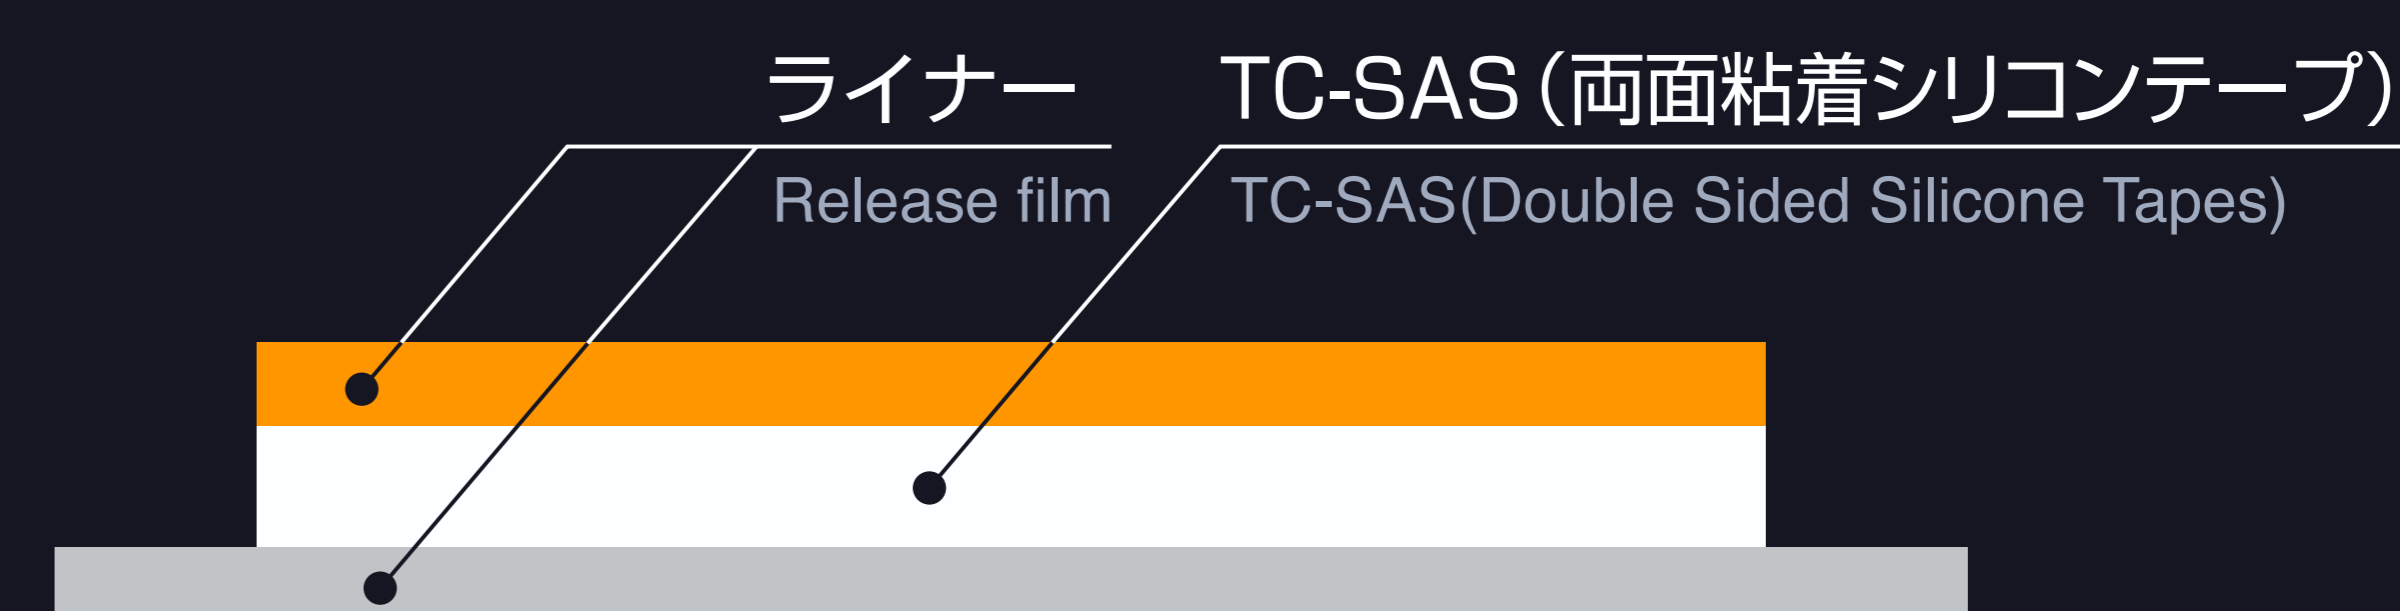 ライナー
Release film
TC-SAS（両面粘着シリコンテープ）
TC-SAS(Double Sided Silicone Tapes)